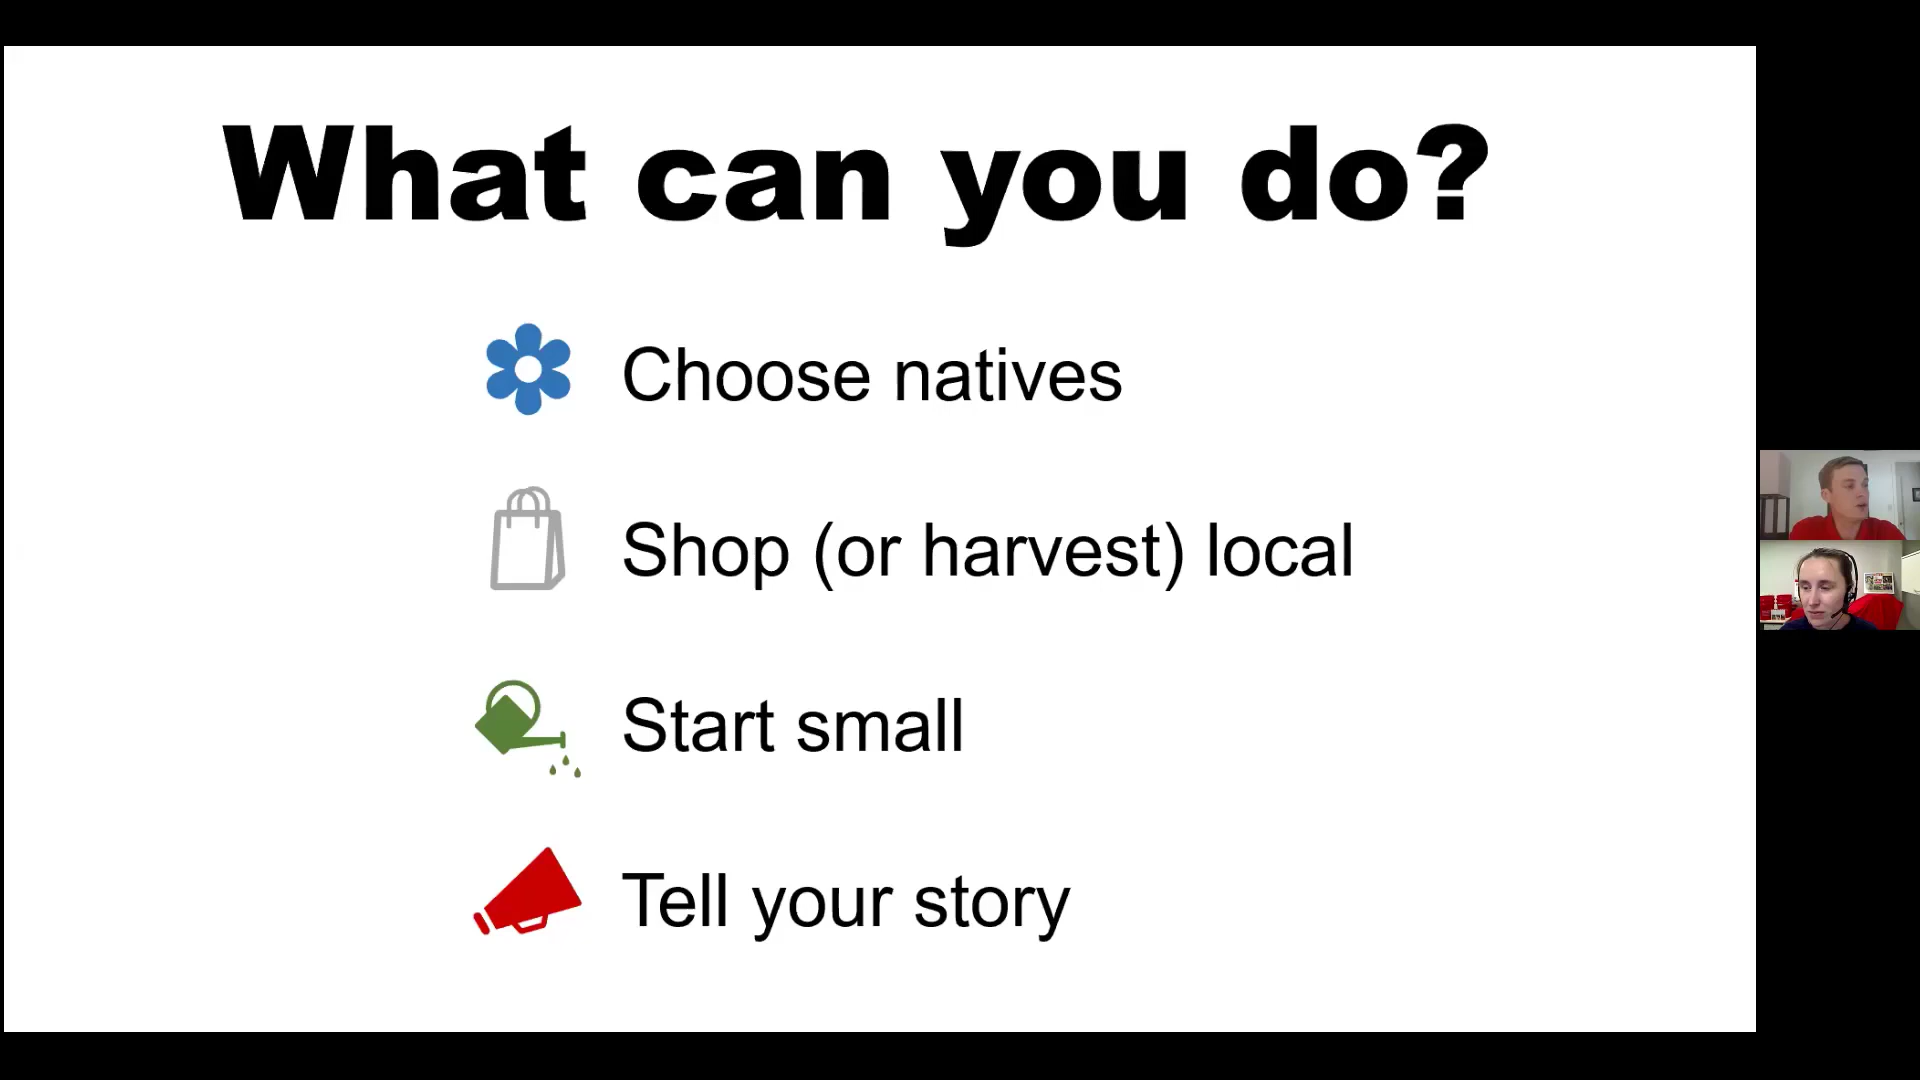 What can you do?
Choose natives
Shop (or harvest) local
Start small
Tell your story